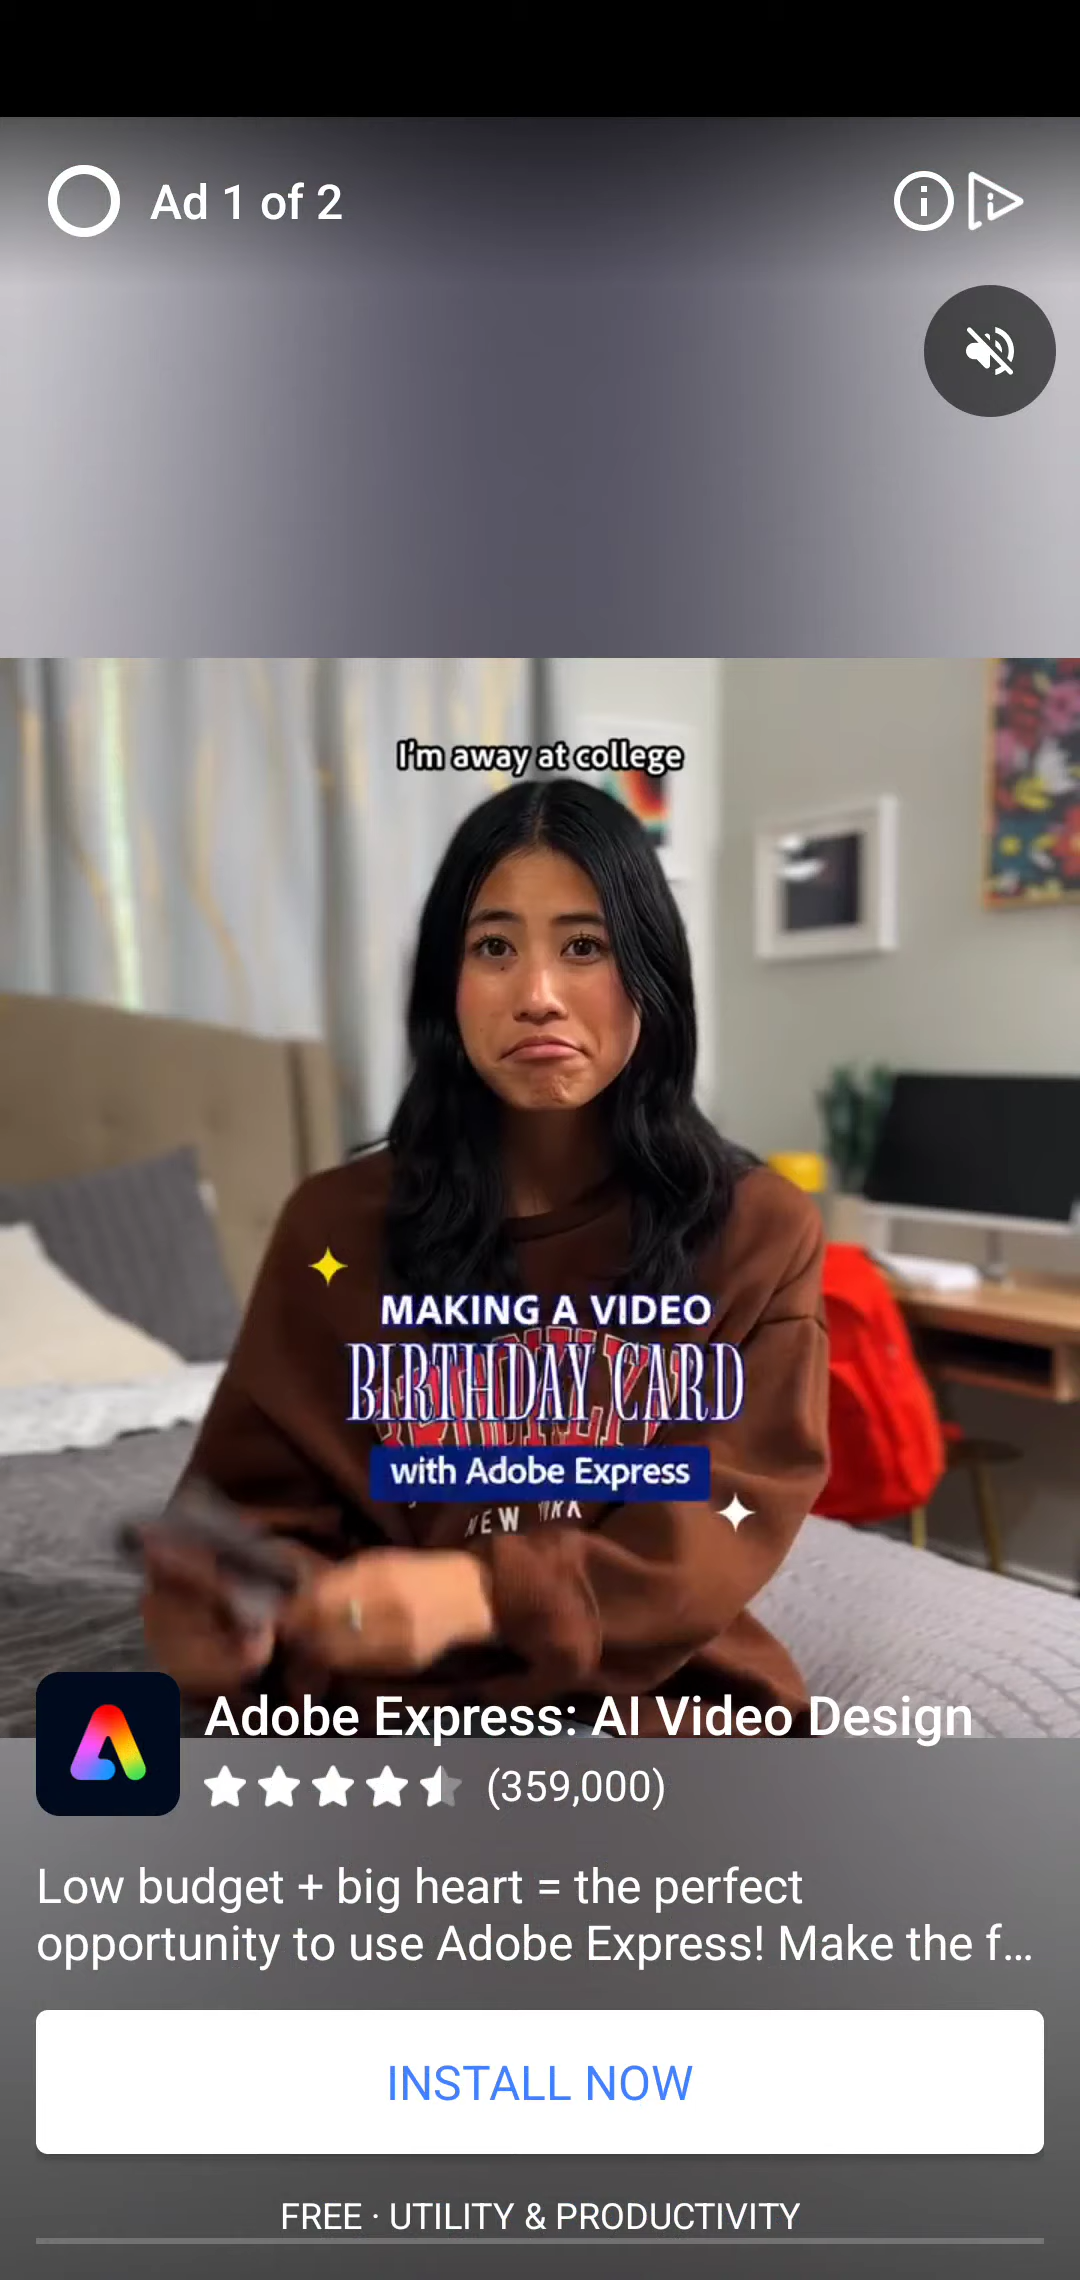 Ad 1 of 2
I'm away at college
MAKING A VIDEO
BIRTHDAY CARD
with Adobe Express
NEW
Adobe Express: AI Video Design
(359,000)
Low budget + big heart = the perfect
opportunity to use Adobe Express! Make the f...
INSTALL NOW
FREE · UTILITY & PRODUCTIVITY